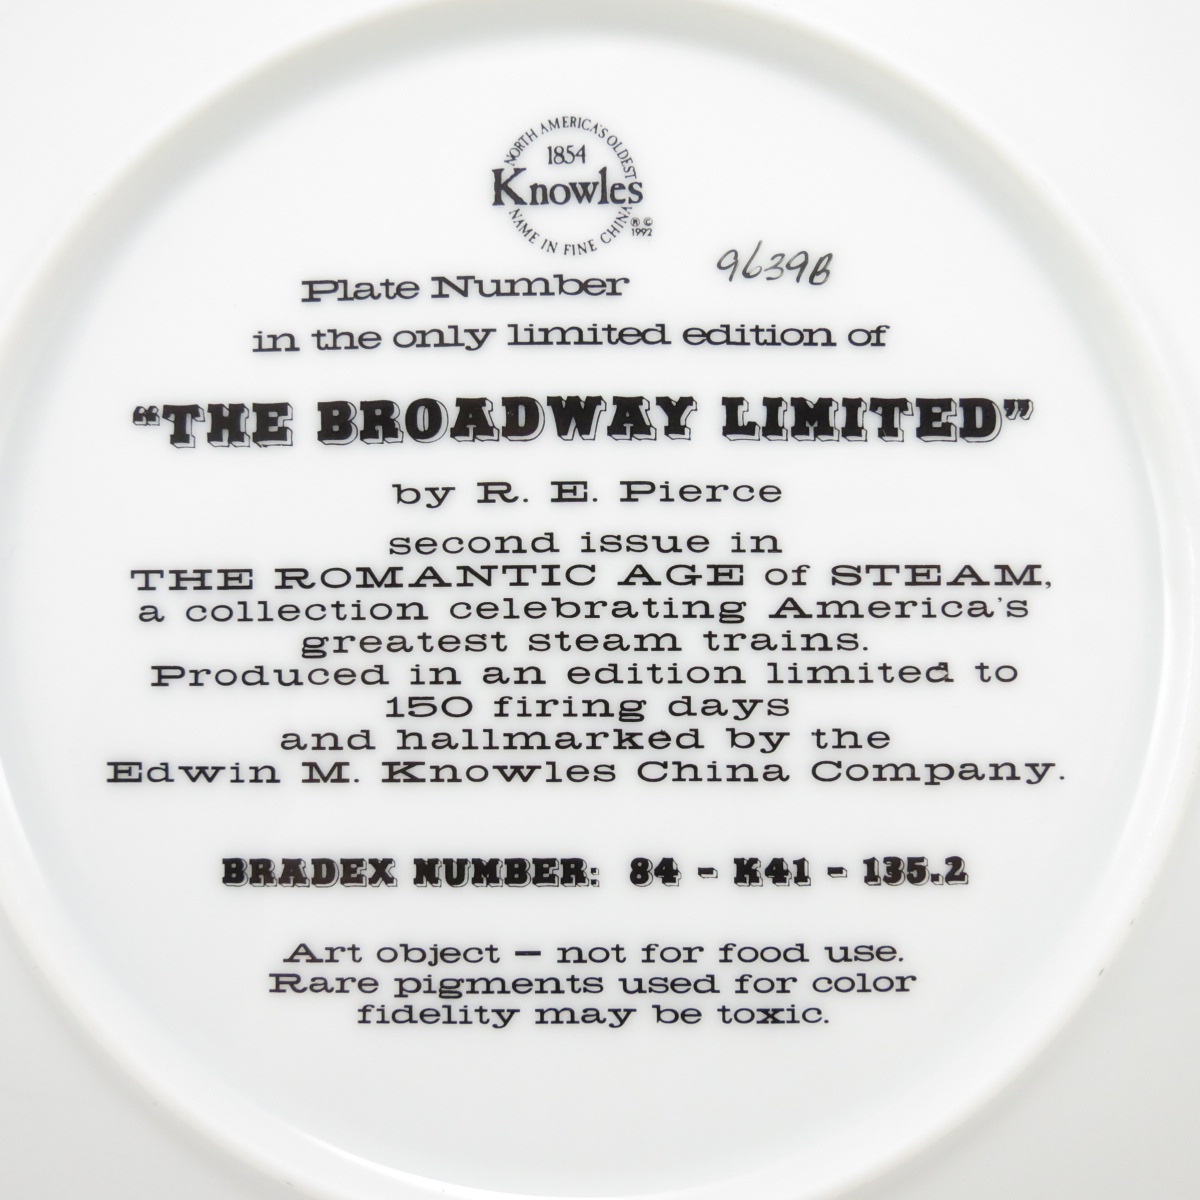 NORTH AMERICA'S OLDEST
1854
Knowles
NAME IN FINE CHINA
® ©
1992
Plate Number 9639B
in the only limited edition of
“THE BROADWAY LIMITED”
by R. E. Pierce
second issue in
THE ROMANTIC AGE of STEAM,
a collection celebrating America's
greatest steam trains.
Produced in an edition limited to
150 firing days
and hallmarked by the
Edwin M. Knowles China Company.
BRADEX NUMBER: 84 - K41 - 135.2
Art object — not for food use.
Rare pigments used for color
fidelity may be toxic.